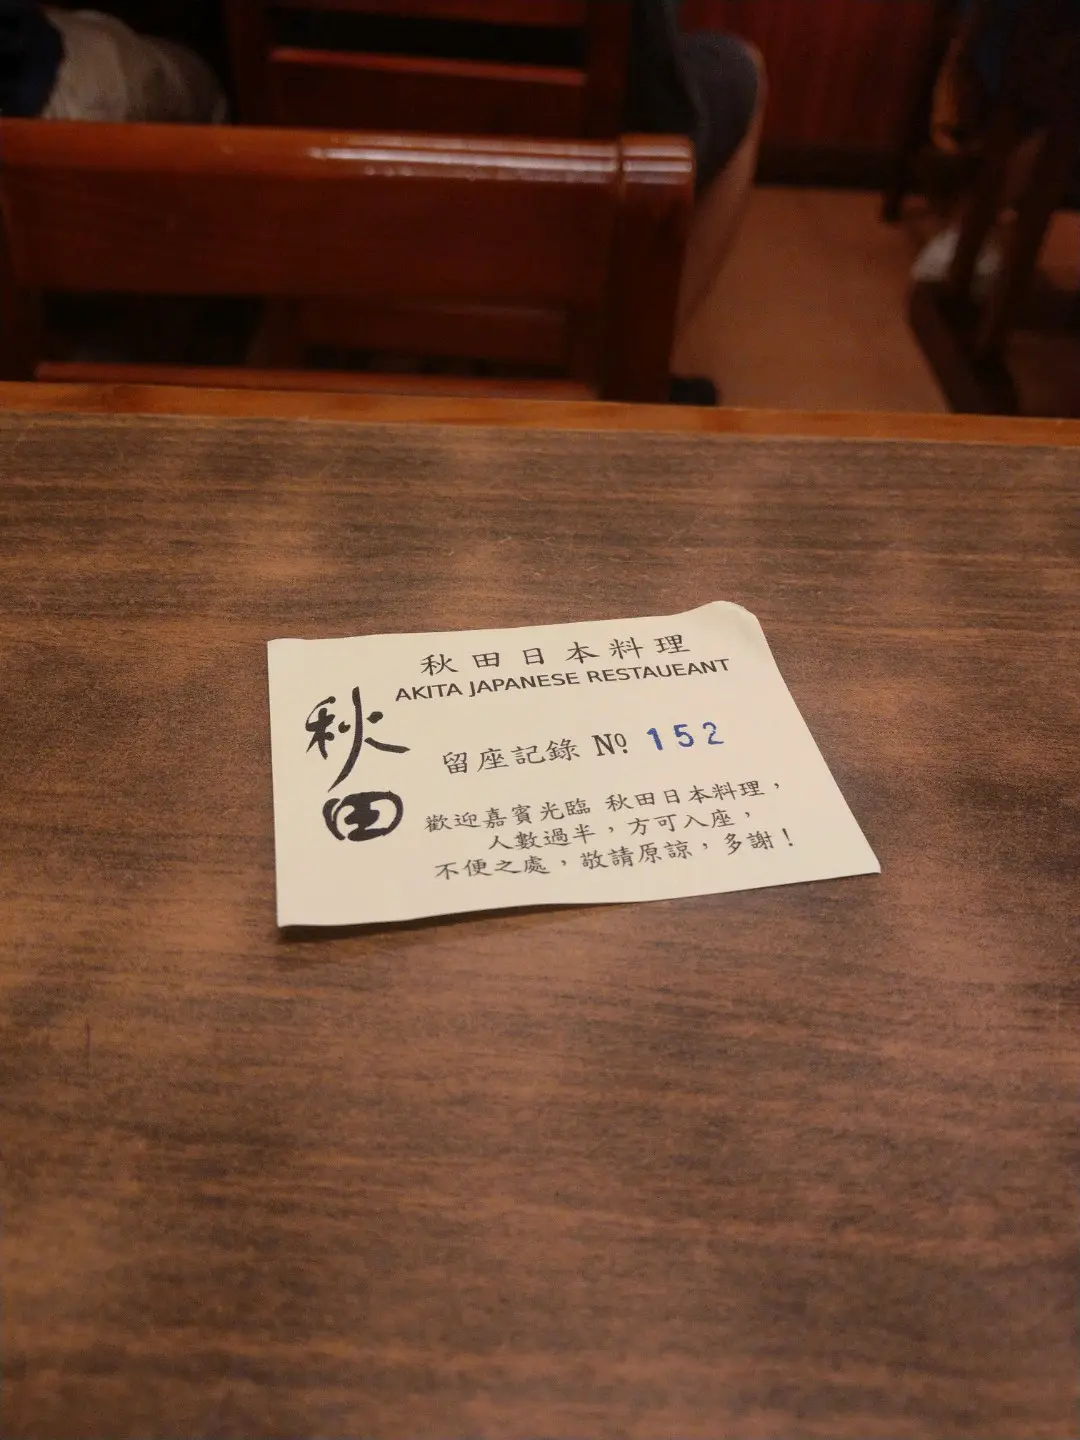 秋田日本料理
AKITA JAPANESE RESTAUEANT
秋田
留座記錄 Nº 152
歡迎嘉賓光臨 秋田日本料理，
人數過半，方可入座，
不便之處，敬請原諒，多謝！